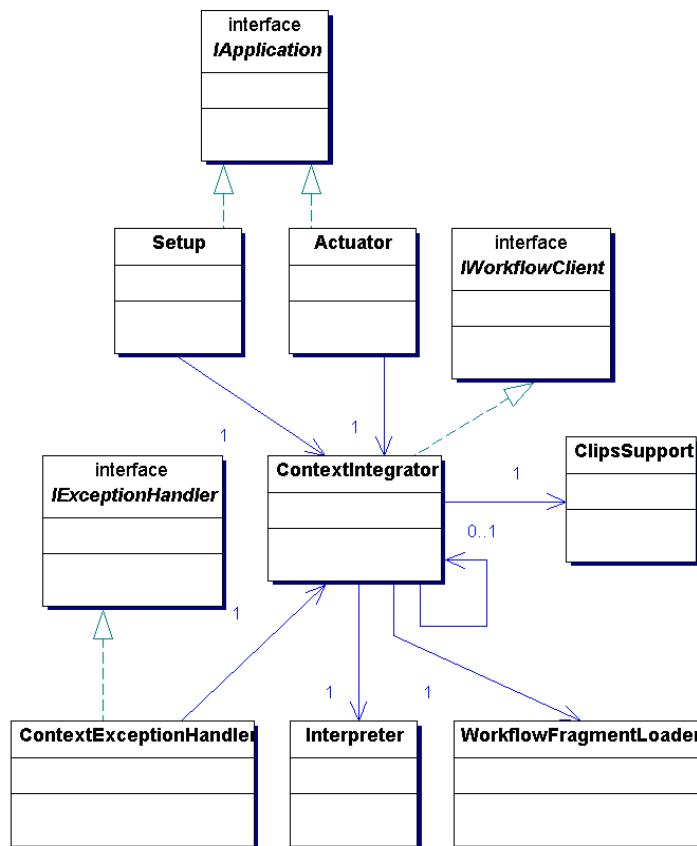 interface
IApplication
Setup
Actuator
interface
IWorkflowClient
1
1
interface
IExceptionHandler
ContextIntegrator
1
ClipsSupport
0..1
1
1
1
ContextExceptionHandler
Interpreter
WorkflowFragmentLoader